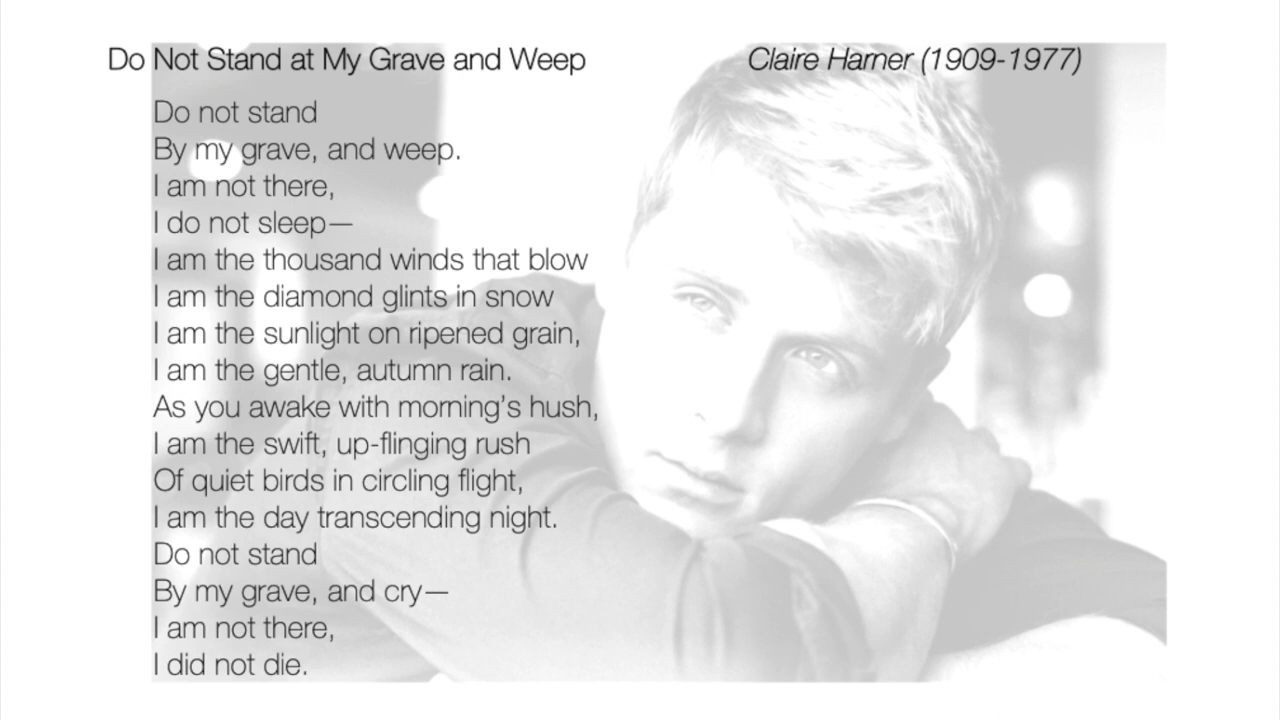 Do Not Stand at My Grave and Weep
Claire Harner (1909-1977)
Do not stand
By my grave, and weep.
I am not there,
I do not sleep—
I am the thousand winds that blow
I am the diamond glints in snow
I am the sunlight on ripened grain,
I am the gentle, autumn rain.
As you awake with morning’s hush,
I am the swift, up-flinging rush
Of quiet birds in circling flight,
I am the day transcending night.
Do not stand
By my grave, and cry—
I am not there,
I did not die.